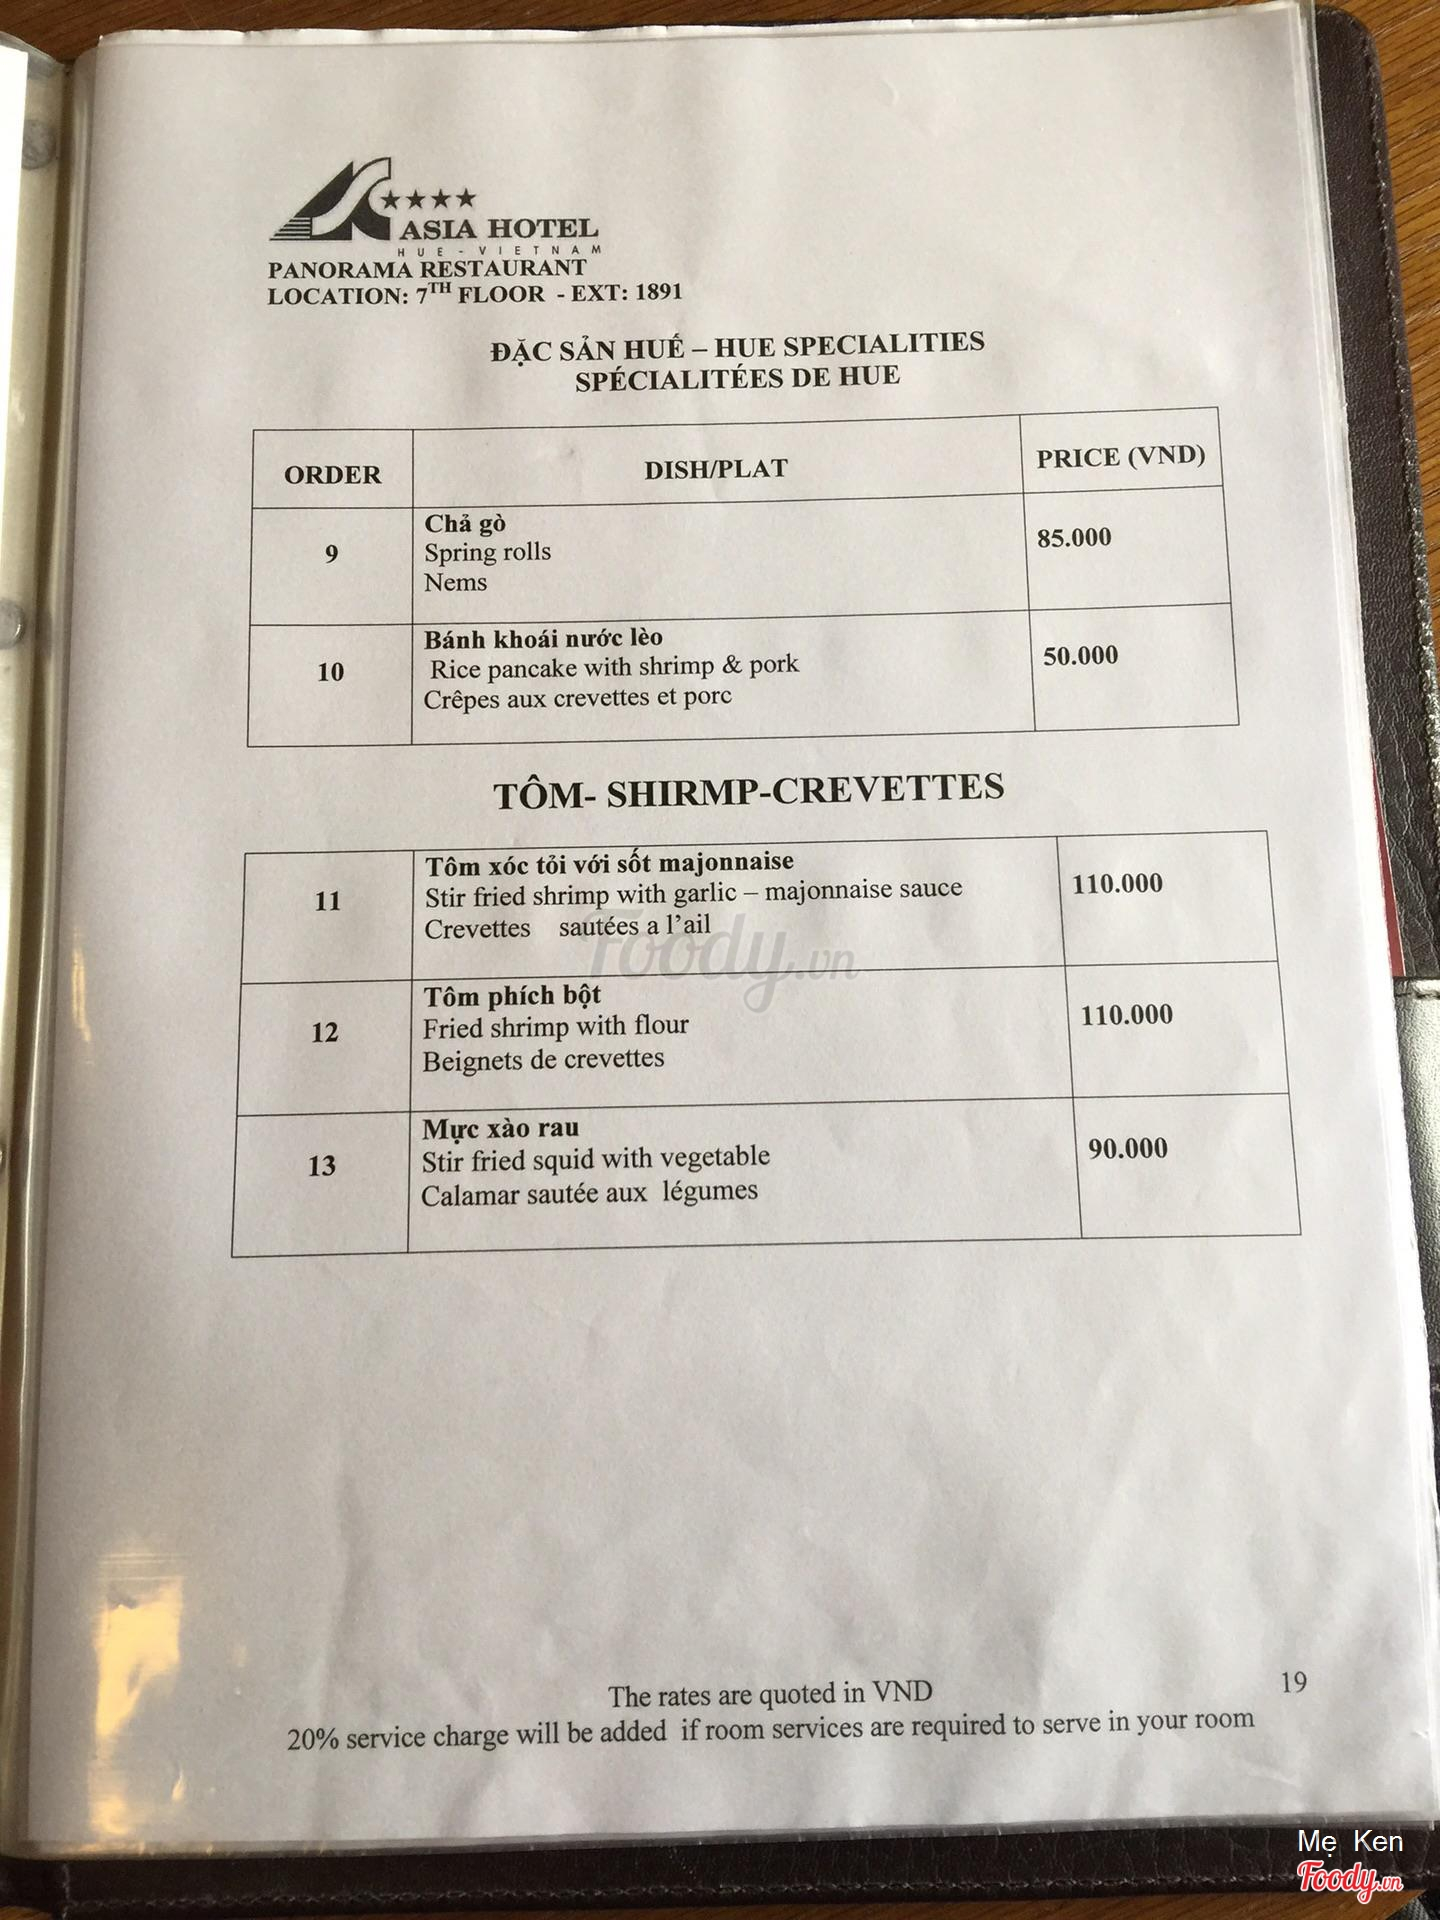 ★★★★
ASIA HOTEL
HUE - VIETNAM
PANORAMA RESTAURANT
LOCATION: 7TH FLOOR - EXT: 1891
ĐẶC SẢN HUẾ – HUE SPECIALITIES
SPÉCIALITÉES DE HUE
ORDER DISH/PLAT PRICE (VND)
Chả gò
9 Spring rolls 85.000
Nems
Bánh khoái nước lèo
10 Rice pancake with shrimp & pork 50.000
Crêpes aux crevettes et porc
TÔM- SHIRMP-CREVETTES
Tôm xóc tỏi với sốt majonnaise
11 Stir fried shrimp with garlic – majonnaise sauce 110.000
Crevettes sautées a l'ail
Foody.vn
Tôm phích bột
12 Fried shrimp with flour 110.000
Beignets de crevettes
Mực xào rau
13 Stir fried squid with vegetable 90.000
Calamar sautée aux légumes
The rates are quoted in VND
19
20% service charge will be added if room services are required to serve in your room
Mẹ Ken
Foody.vn